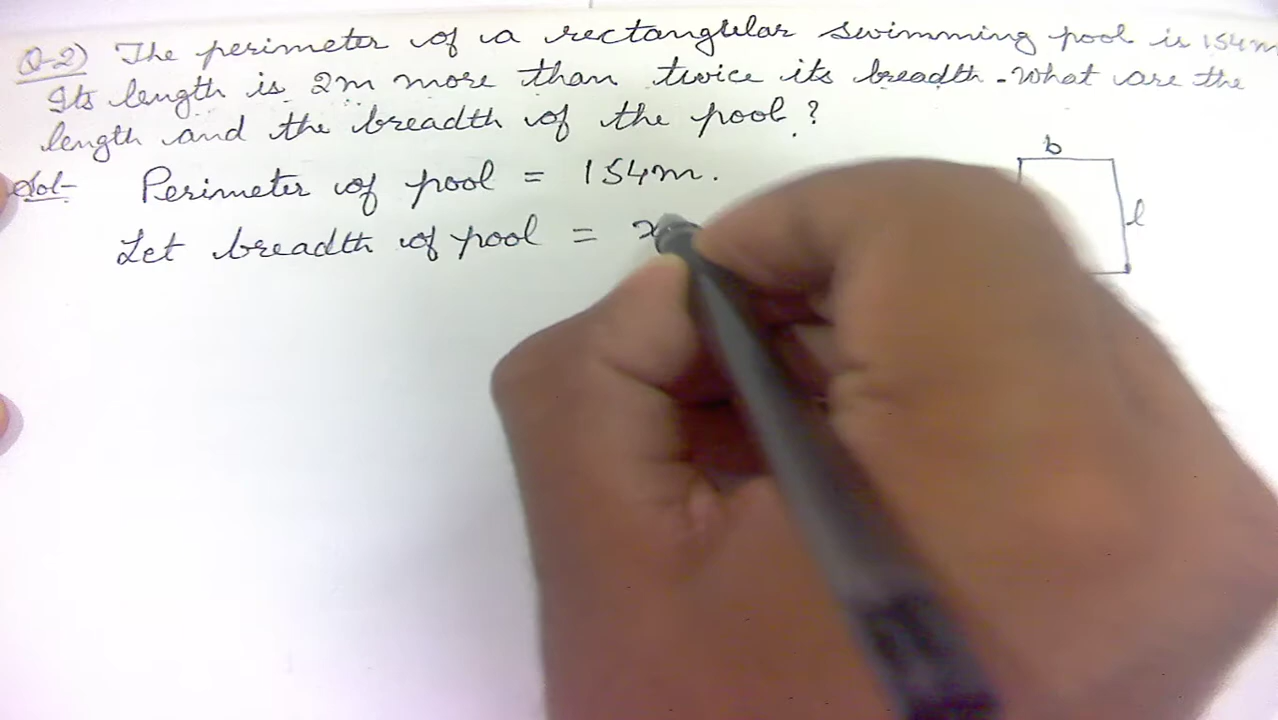 Q-2) The perimeter of a rectangular swimming pool is 154m
Its length is 2m more than twice its breadth. What are the
length and the breadth of the pool?
Sol- Perimeter of pool = 154m.
Let breadth of pool = x
b
l